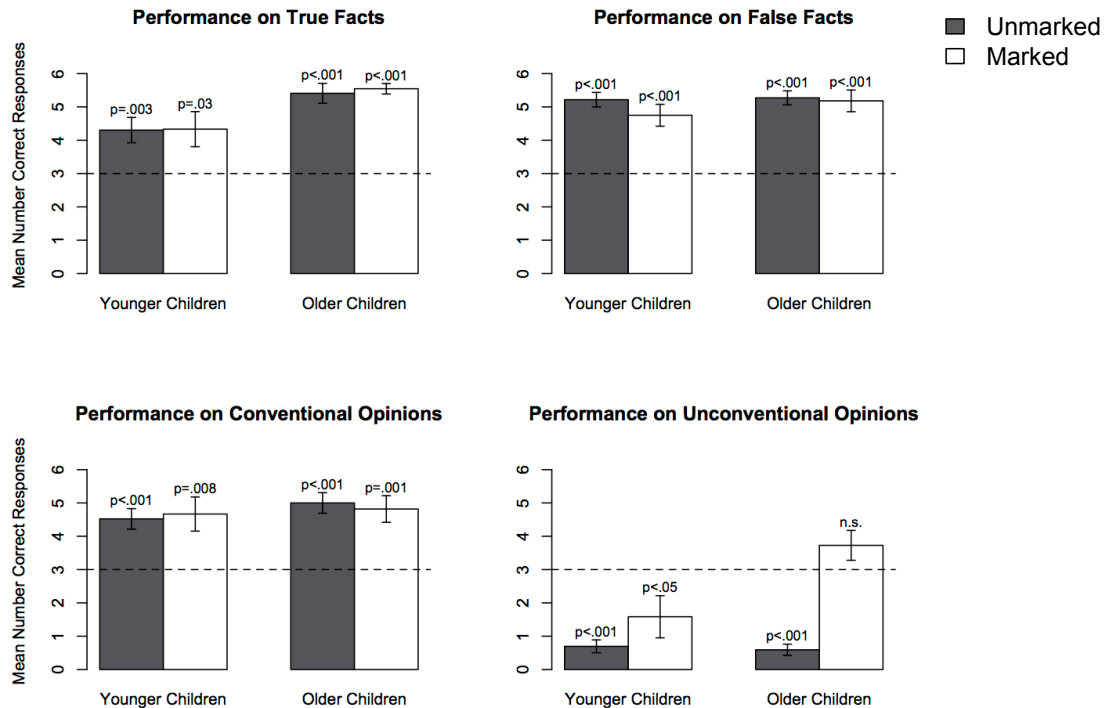 Performance on True Facts
Performance on False Facts
Unmarked
Marked
Mean Number Correct Responses
6
5
4
3
2
1
0
p=.003
p=.03
p<.001
p<.001
Younger Children
Older Children
6
5
4
3
2
1
0
p<.001
p<.001
p<.001
p<.001
Younger Children
Older Children
Performance on Conventional Opinions
Performance on Unconventional Opinions
Mean Number Correct Responses
6
5
4
3
2
1
0
p<.001
p=.008
p<.001
p=.001
Younger Children
Older Children
6
5
4
3
2
1
0
p<.001
p<.05
p<.001
n.s.
Younger Children
Older Children